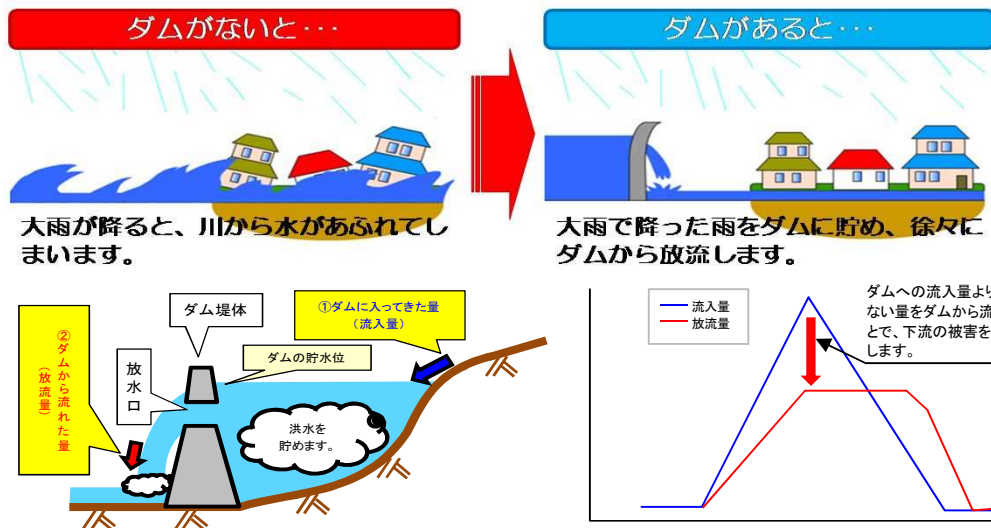 ダムがないと･･･
ダムがあると･･･
大雨が降ると、川から水があふれてし
まいます。
大雨で降った雨をダムに貯め、徐々に
ダムから放流します。
ダム堤体
①ダムに入ってきた量
（流入量）
ダムの貯水位
放水口
②ダムから流れた量
（放流量）
洪水を
貯めます。
流入量
放流量
ダムへの流入量よ
ない量をダムから流
とで、下流の被害を
します。